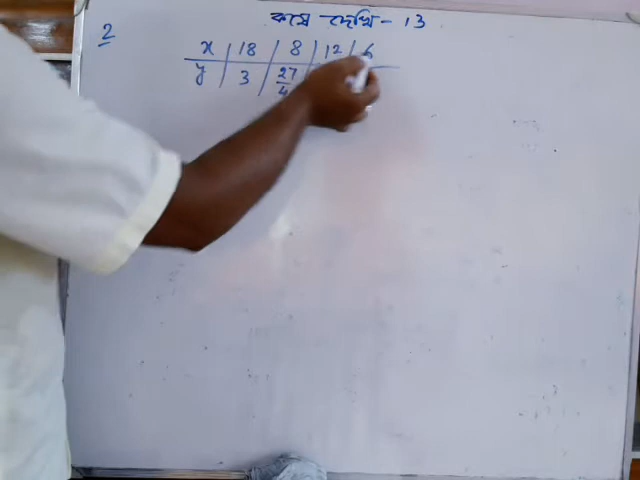 কষে দেখি - 13
2
x | 18 | 8 | 12 | 6
y | 3 | 27/4